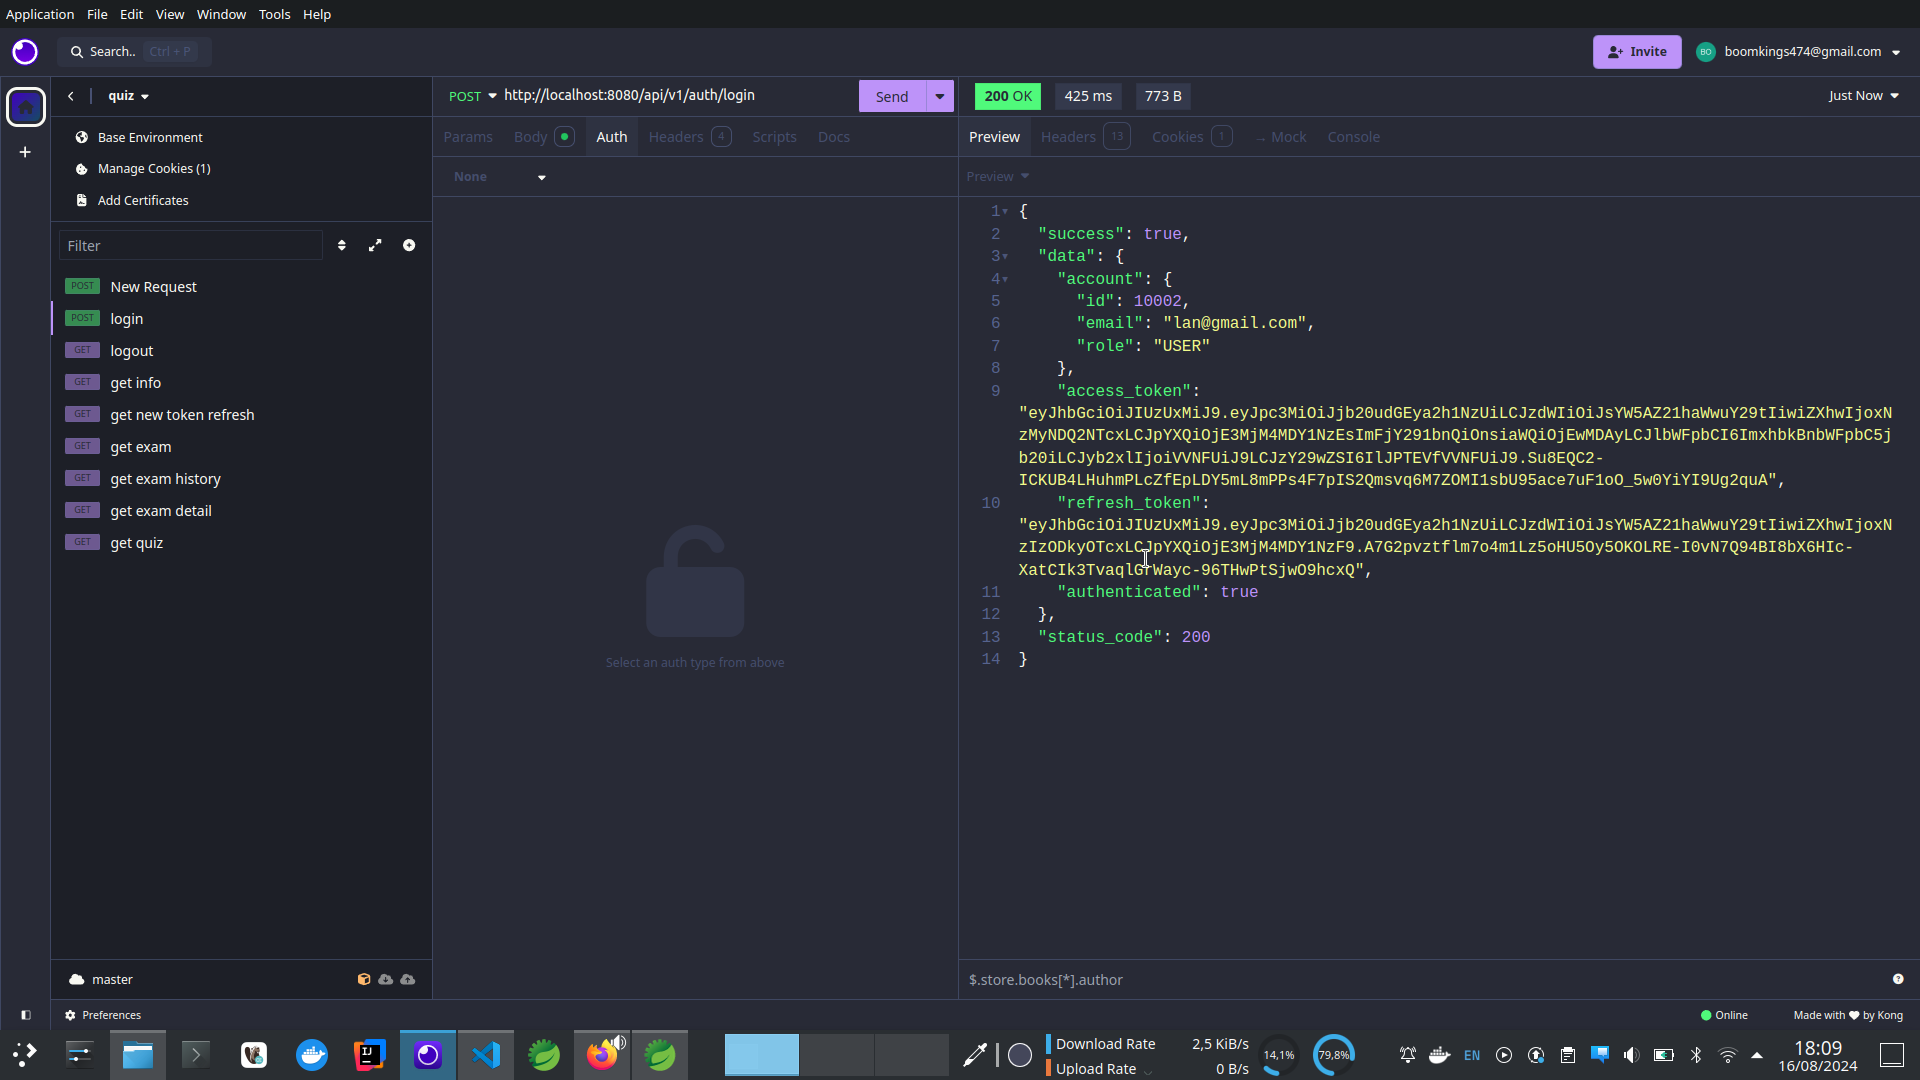 Application File Edit View Window Tools Help
Search.. Ctrl + P
Invite
BO
boomkings474@gmail.com
quiz
Base Environment
Manage Cookies (1)
Add Certificates
Filter
POST New Request
POST login
GET logout
GET get info
GET get new token refresh
GET get exam
GET get exam history
GET get exam detail
GET get quiz
master
Preferences
POST http://localhost:8080/api/v1/auth/login Send
Params Body Auth Headers 4 Scripts Docs
None
Select an auth type from above
200 OK 425 ms 773 B Just Now
Preview Headers 13 Cookies 1 → Mock Console
Preview
1 {
2 "success": true,
3 "data": {
4 "account": {
5 "id": 10002,
6 "email": "lan@gmail.com",
7 "role": "USER"
8 },
9 "access_token":
"eyJhbGciOiJIUzUxMiJ9.eyJpc3MiOiJjb20udGEya2h1NzUiLCJzdWIiOiJsYW5AZ21haWwuY29tIiwiZXhwIjoxN
zMyNDQ2NTcxLCJpYXQiOjE3MjM4MDY1NzEsImFjY291bnQiOnsiaWQiOjEwMDAyLCJlbWFpbCI6ImxhbkBnbWFpbC5j
b20iLCJyb2xlIjoiVVNFUiJ9LCJzY29wZSI6IlJPTEVfVVNFUiJ9.Su8EQC2-
ICKUB4LHuhmPLcZfEpLDY5mL8mPPs4F7pIS2Qmsvq6M7ZOMI1sbU95ace7uF1oO_5w0YiYI9Ug2quA",
10 "refresh_token":
"eyJhbGciOiJIUzUxMiJ9.eyJpc3MiOiJjb20udGEya2h1NzUiLCJzdWIiOiJsYW5AZ21haWwuY29tIiwiZXhwIjoxN
zIzODkyOTcxLCJpYXQiOjE3MjM4MDY1NzF9.A7G2pvztflm7o4m1Lz5oHU5Oy5OKOLRE-I0vN7Q94BI8bX6HIc-
11 "authenticated": true
12 },
13 "status_code": 200
14 }
$.store.books[*].author
Online
Made with ❤ by Kong
Download Rate 2,5 KiB/s
Upload Rate 0 B/s
14,1%
79,8%
EN
18:09
16/08/2024